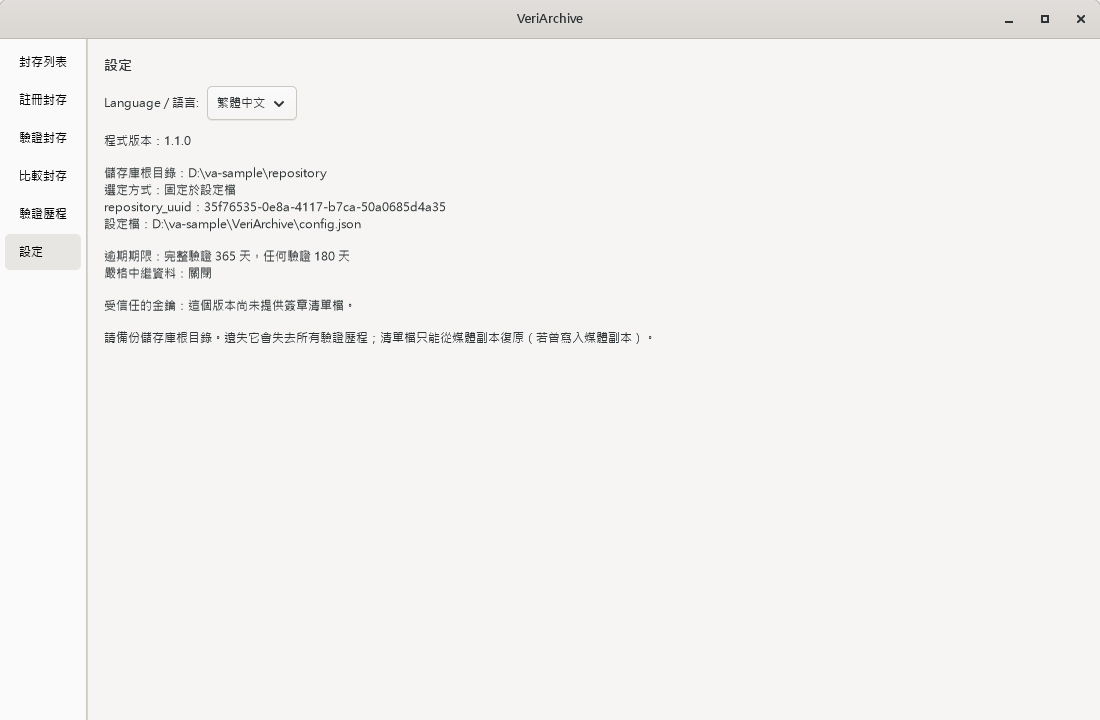 VeriArchive
封存列表
註冊封存
驗證封存
比較封存
驗證歷程
設定
設定
Language / 語言: 繁體中文
程式版本：1.1.0
儲存庫根目錄：D:\va-sample\repository
選定方式：固定於設定檔
repository_uuid：35f76535-0e8a-4117-b7ca-50a0685d4a35
設定檔：D:\va-sample\VeriArchive\config.json
逾期期限：完整驗證 365 天，任何驗證 180 天
嚴格中繼資料：關閉
受信任的金鑰：這個版本尚未提供簽章清單檔。
請備份儲存庫根目錄。遺失它會失去所有驗證歷程；清單檔只能從媒體副本復原（若曾寫入媒體副本）。